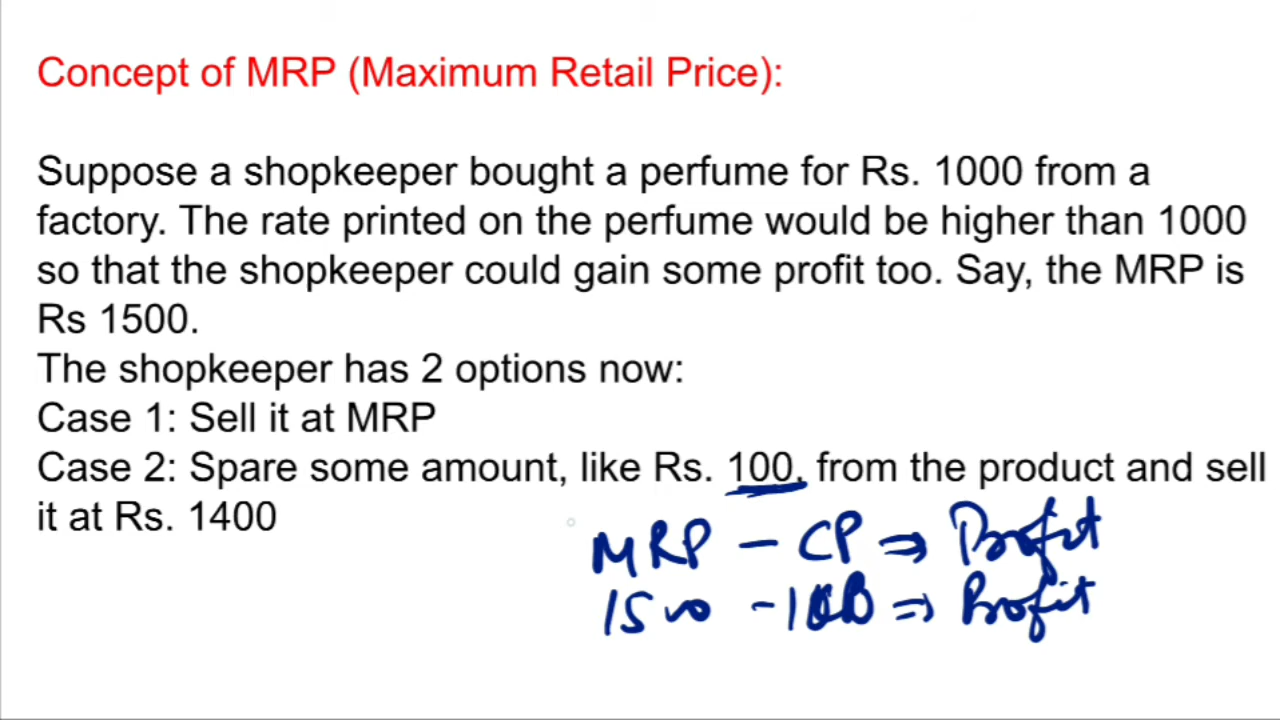 Concept of MRP (Maximum Retail Price):
Suppose a shopkeeper bought a perfume for Rs. 1000 from a
factory. The rate printed on the perfume would be higher than 1000
so that the shopkeeper could gain some profit too. Say, the MRP is
Rs 1500.
The shopkeeper has 2 options now:
Case 1: Sell it at MRP
Case 2: Spare some amount, like Rs. 100, from the product and sell
it at Rs. 1400
MRP - CP ⇒ Profit
1500 - ⇒ Profit